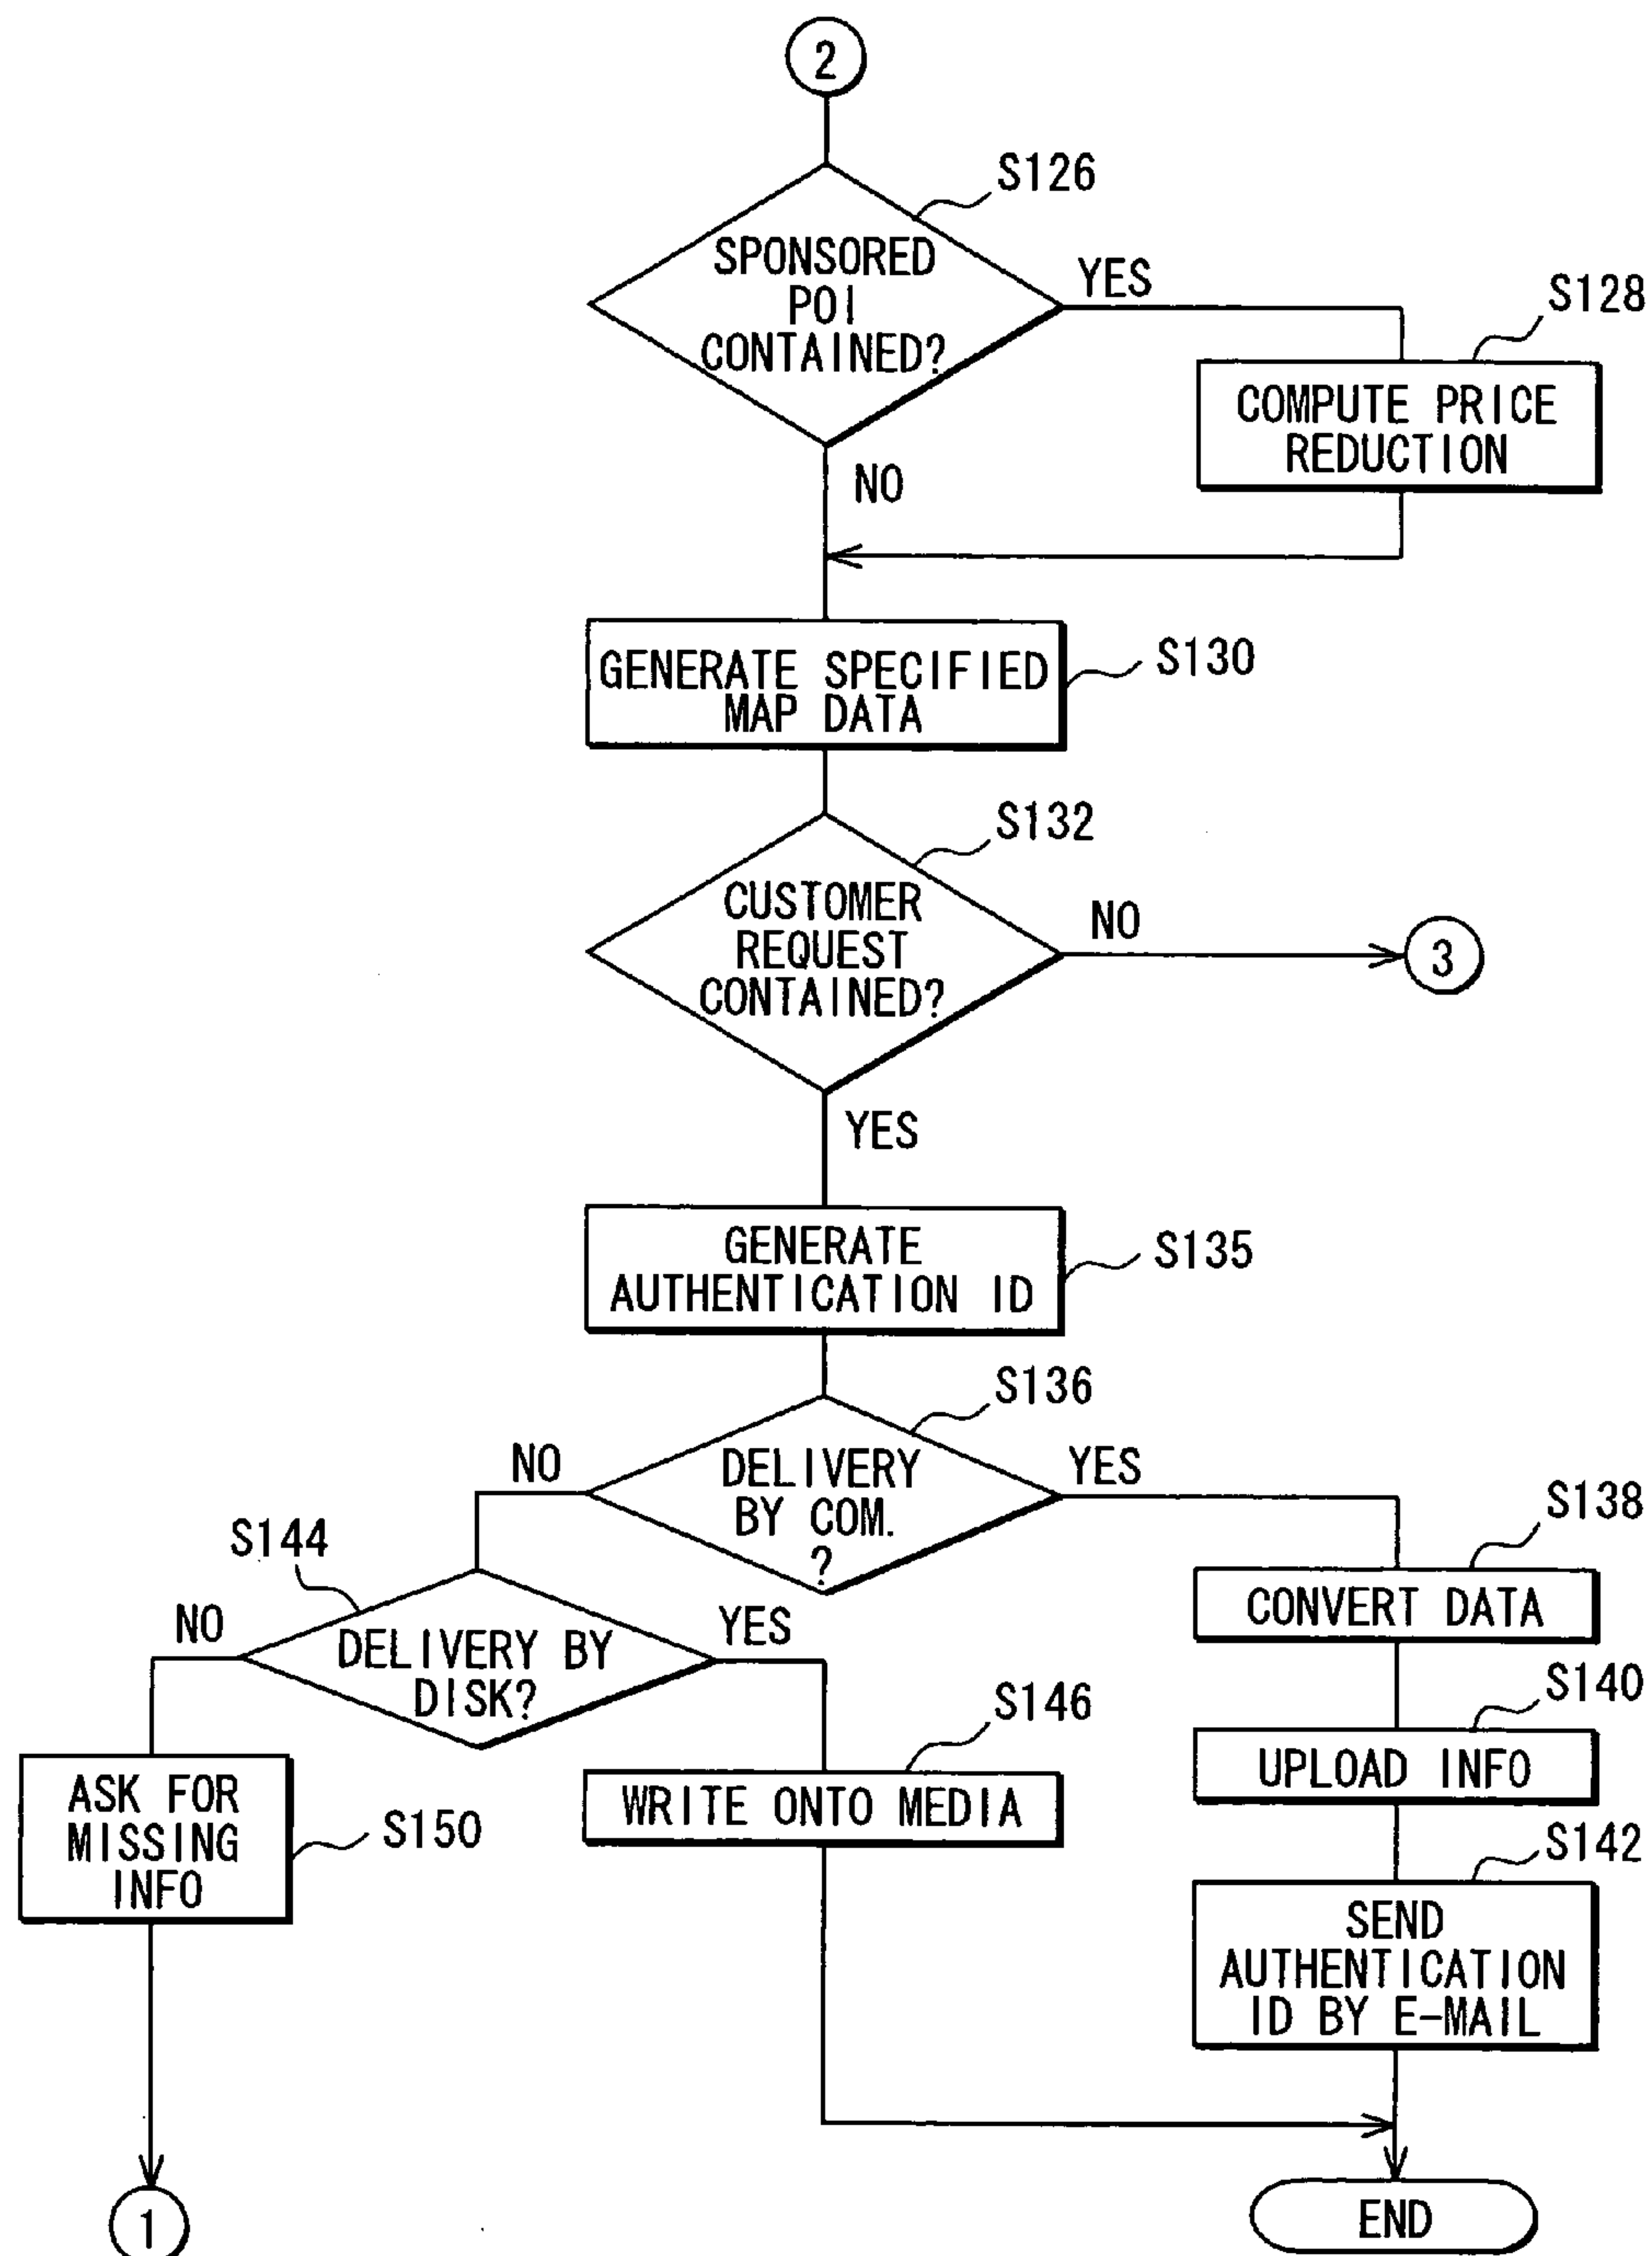 2
S126
SPONSORED
POI
CONTAINED?
YES
S128
COMPUTE PRICE
REDUCTION
NO
GENERATE SPECIFIED
MAP DATA
S130
S132
CUSTOMER
REQUEST
CONTAINED?
NO
3
YES
GENERATE
AUTHENTICATION ID
S135
S136
DELIVERY
BY COM.
?
NO
YES
S138
CONVERT DATA
S144
DELIVERY BY
DISK?
NO
YES
S140
UPLOAD INFO
S146
WRITE ONTO MEDIA
ASK FOR
MISSING
INFO
S150
S142
SEND
AUTHENTICATION
ID BY E-MAIL
1
END